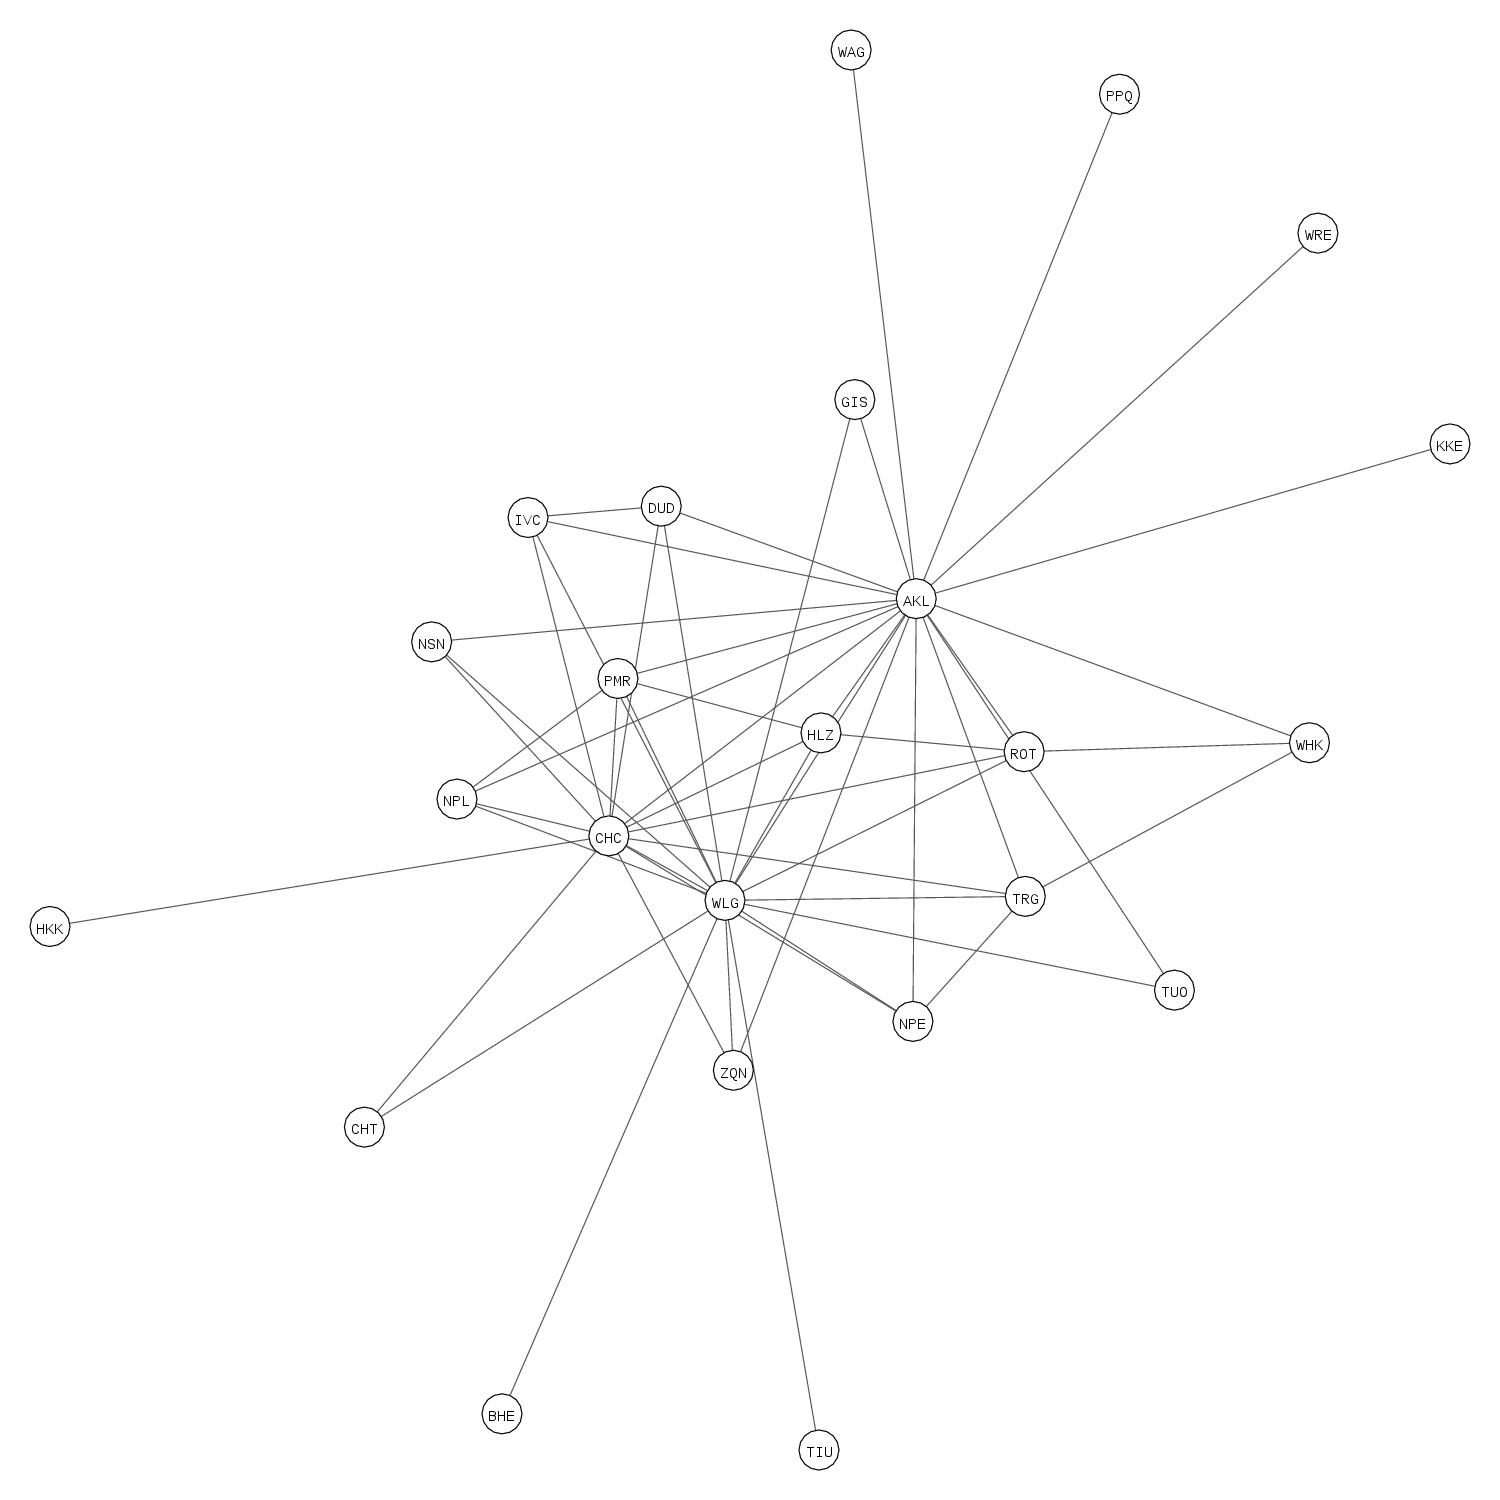 WAG
PPQ
WRE
GIS
KKE
DUD
IVC
AKL
NSN
PMR
HLZ
ROT
WHK
NPL
CHC
TRG
WLG
HKK
TUO
NPE
ZQN
CHT
BHE
TIU